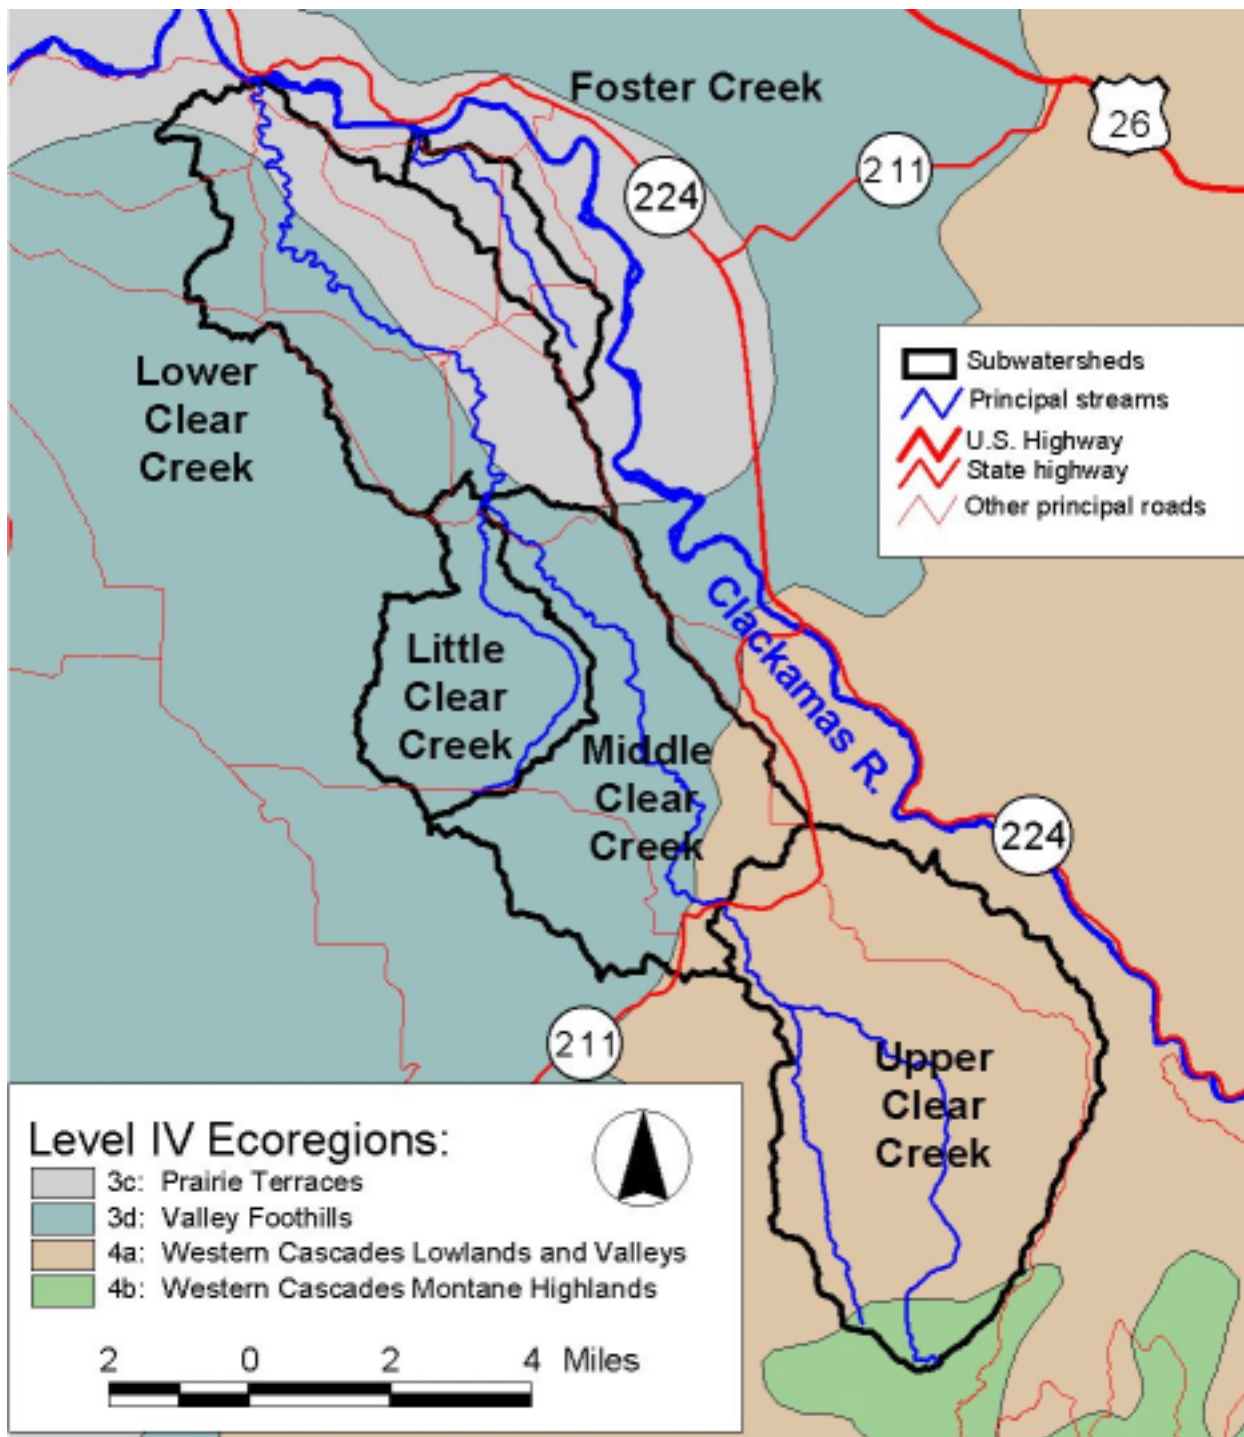 Foster Creek
26
211
224
Lower
Clear
Creek
Subwatersheds
Principal streams
U.S. Highway
State highway
Other principal roads
Clackamas R.
Little
Clear
Creek
Middle
Clear
Creek
224
211
Upper
Clear
Creek
Level IV Ecoregions:
3c: Prairie Terraces
3d: Valley Foothills
4a: Western Cascades Lowlands and Valleys
4b: Western Cascades Montane Highlands
2 0 2 4 Miles